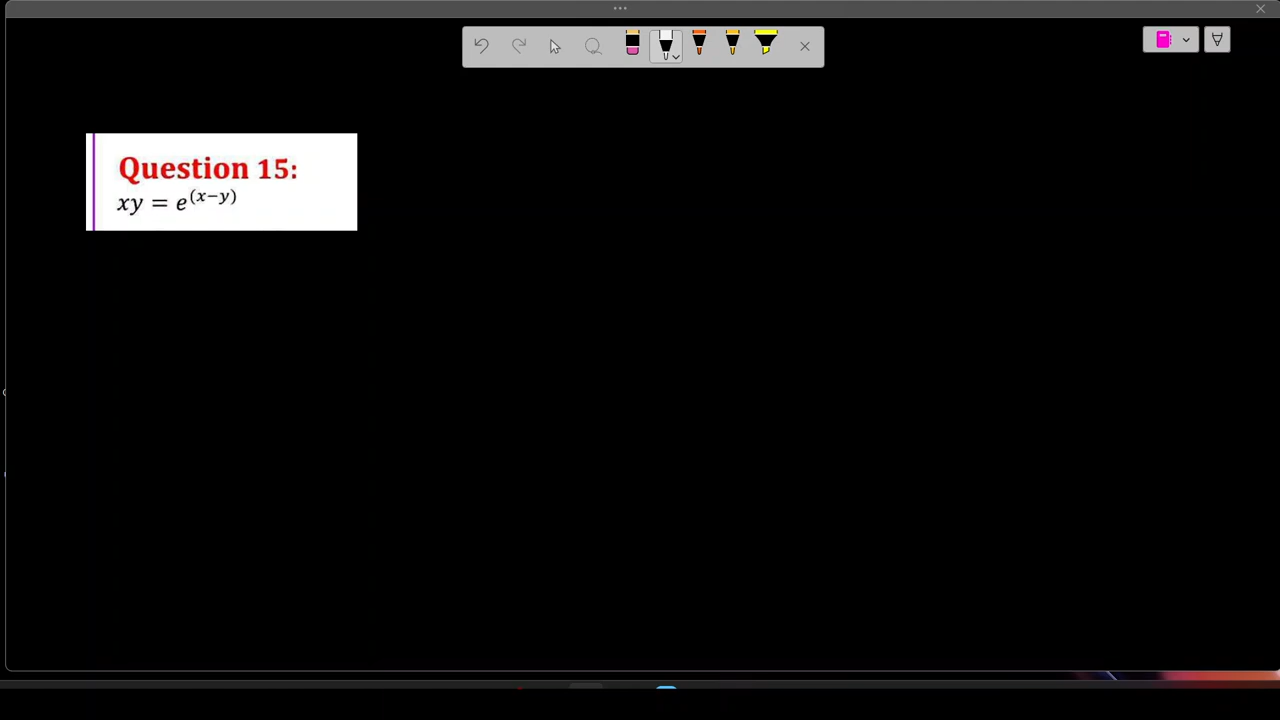 Question 15:
xy = e^{(x−y)}